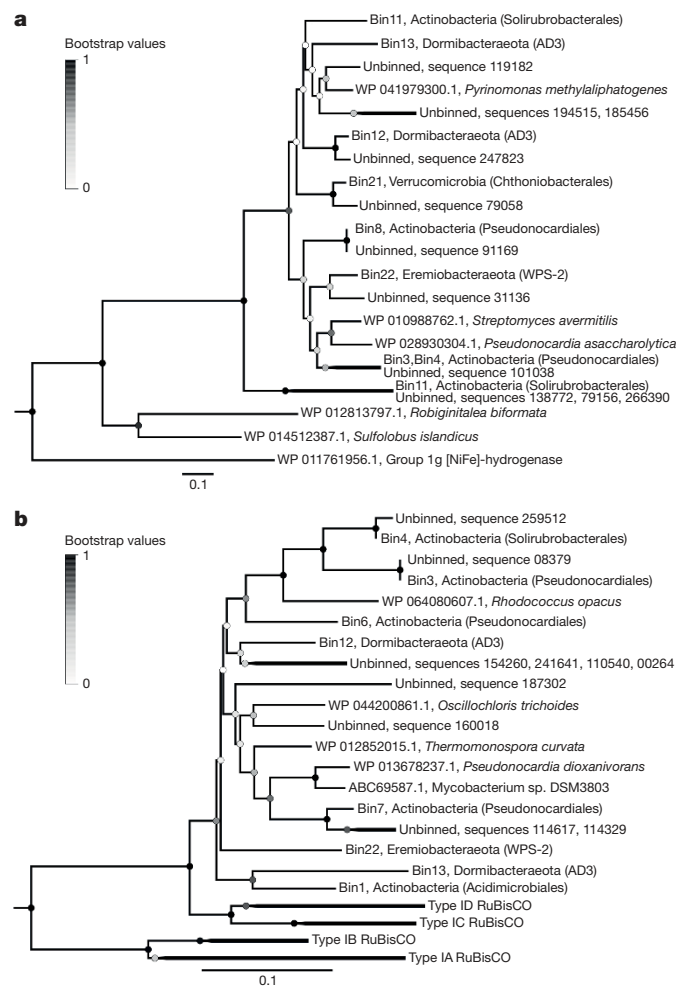 a
Bootstrap values
1
0
Bin11, Actinobacteria (Solirubrobacterales)
Bin13, Dormibacteraeota (AD3)
Unbinned, sequence 119182
WP 041979300.1, Pyrinomonas methylaliphatogenes
Unbinned, sequences 194515, 185456
Bin12, Dormibacteraeota (AD3)
Unbinned, sequence 247823
Bin21, Verrucomicrobia (Chthoniobacterales)
Unbinned, sequence 79058
Bin8, Actinobacteria (Pseudonocardiales)
Unbinned, sequence 91169
Bin22, Eremiobacteraeota (WPS-2)
Unbinned, sequence 31136
WP 010988762.1, Streptomyces avermitilis
WP 028930304.1, Pseudonocardia asaccharolytica
Bin3,Bin4, Actinobacteria (Pseudonocardiales)
Unbinned, sequence 101038
Bin11, Actinobacteria (Solirubrobacterales)
Unbinned, sequences 138772, 79156, 266390
WP 012813797.1, Robiginitalea biformata
WP 014512387.1, Sulfolobus islandicus
WP 011761956.1, Group 1g [NiFe]-hydrogenase
0.1
b
Bootstrap values
1
0
Unbinned, sequence 259512
Bin4, Actinobacteria (Solirubrobacterales)
Unbinned, sequence 08379
Bin3, Actinobacteria (Pseudonocardiales)
WP 064080607.1, Rhodococcus opacus
Bin6, Actinobacteria (Pseudonocardiales)
Bin12, Dormibacteraeota (AD3)
Unbinned, sequences 154260, 241641, 110540, 00264
Unbinned, sequence 187302
WP 044200861.1, Oscillochloris trichoides
Unbinned, sequence 160018
WP 012852015.1, Thermomonospora curvata
WP 013678237.1, Pseudonocardia dioxanivorans
ABC69587.1, Mycobacterium sp. DSM3803
Bin7, Actinobacteria (Pseudonocardiales)
Unbinned, sequences 114617, 114329
Bin22, Eremiobacteraeota (WPS-2)
Bin13, Dormibacteraeota (AD3)
Bin1, Actinobacteria (Acidimicrobiales)
Type ID RuBisCO
Type IC RuBisCO
Type IB RuBisCO
Type IA RuBisCO
0.1